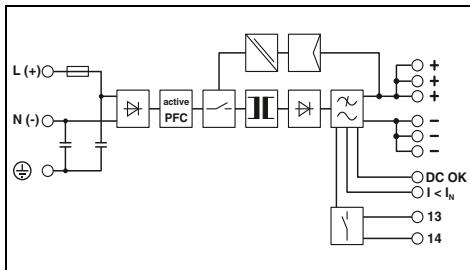 L (+)
+
+
active
PFC
+
N (-)
–
–
–
DC OK
I < IN
13
14